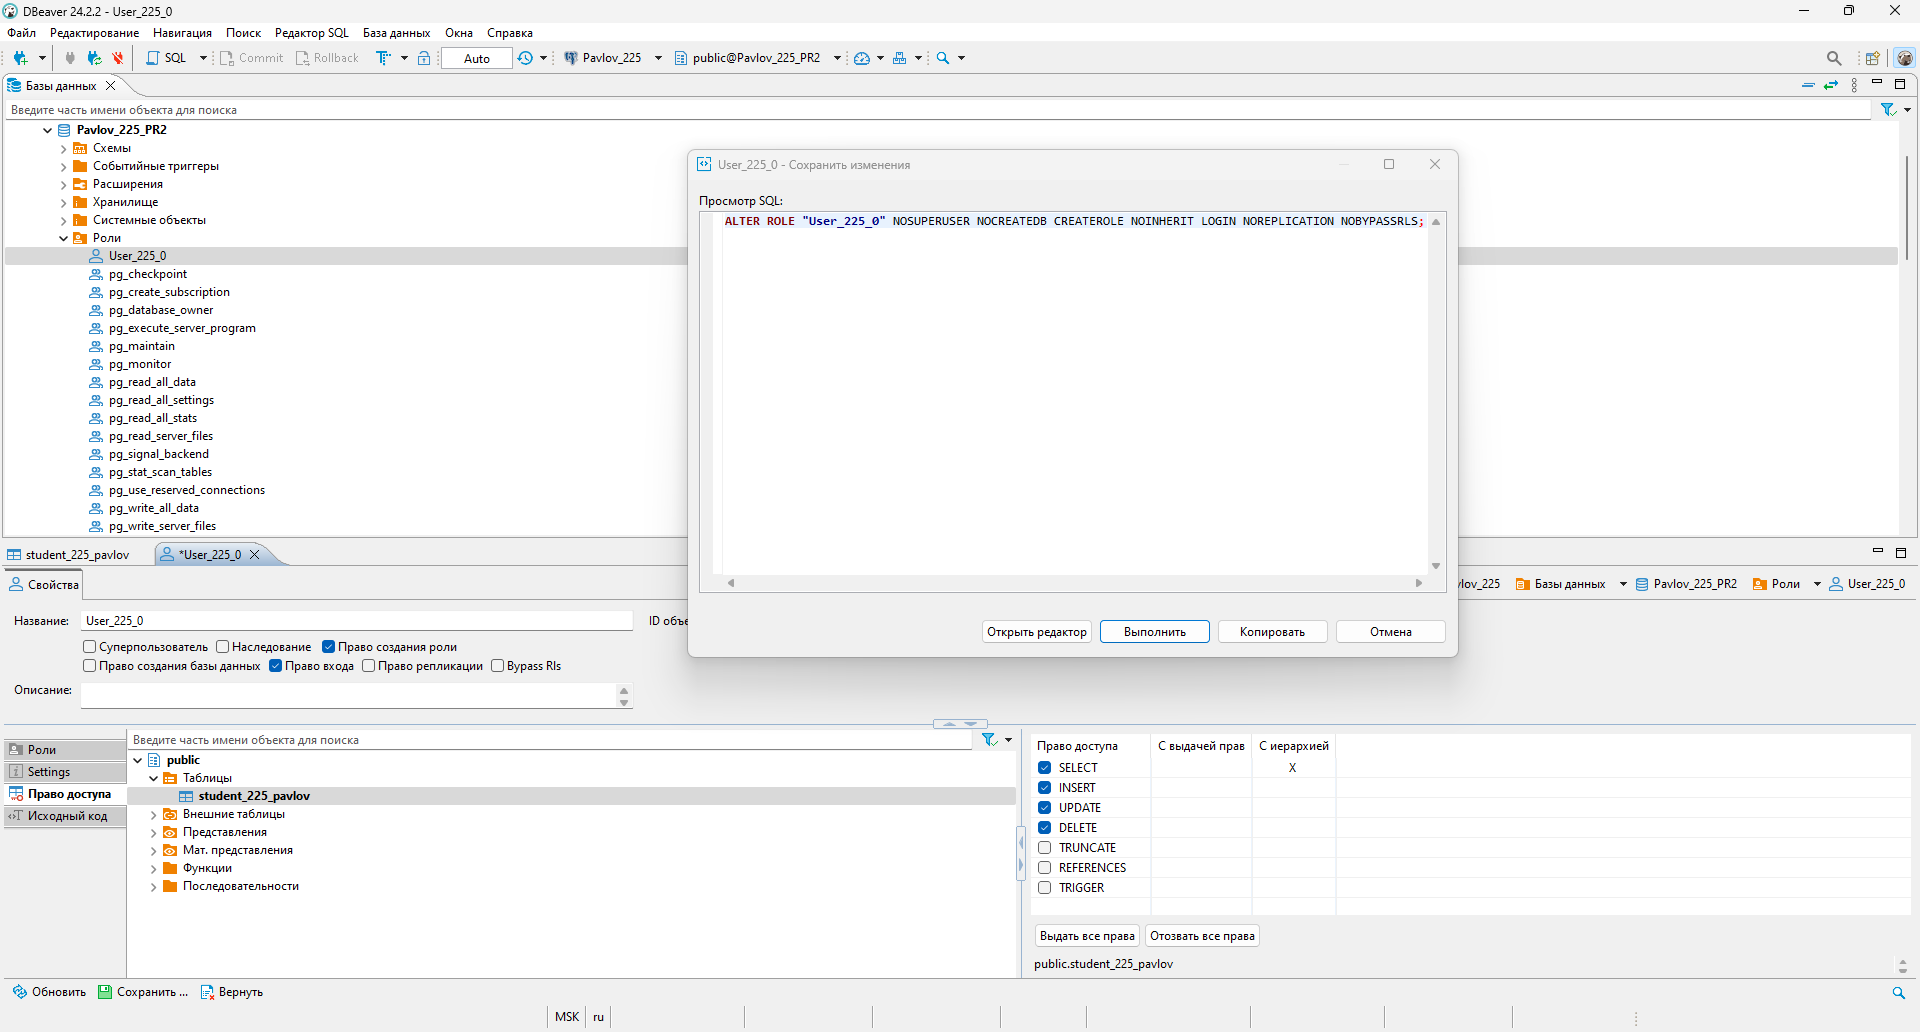 DBeaver 24.2.2 - User_225_0
Файл Редактирование Навигация Поиск Редактор SQL База данных Окна Справка
SQL Commit Rollback Auto Pavlov_225 public@Pavlov_225_PR2
Базы данных
Введите часть имени объекта для поиска
Pavlov_225_PR2
Схемы
Событийные триггеры
Расширения
Хранилище
Системные объекты
Роли
User_225_0
pg_checkpoint
pg_create_subscription
pg_database_owner
pg_execute_server_program
pg_maintain
pg_monitor
pg_read_all_data
pg_read_all_settings
pg_read_all_stats
pg_read_server_files
pg_signal_backend
pg_stat_scan_tables
pg_use_reserved_connections
pg_write_all_data
pg_write_server_files
User_225_0 - Сохранить изменения
Просмотр SQL:
ALTER ROLE "User_225_0" NOSUPERUSER NOCREATEDB CREATEROLE NOINHERIT LOGIN NOREPLICATION NOBYPASSRLS;
Открыть редактор Выполнить Копировать Отмена
student_225_pavlov *User_225_0
Свойства
vlov_225 Базы данных Pavlov_225_PR2 Роли User_225_0
Название: User_225_0 ID объе
Суперпользователь Наследование Право создания роли
Право создания базы данных Право входа Право репликации Bypass Rls
Описание:
Роли
Settings
Право доступа
Исходный код
Введите часть имени объекта для поиска
public
Таблицы
student_225_pavlov
Внешние таблицы
Представления
Мат. представления
Функции
Последовательности
Право доступа С выдачей прав С иерархией
SELECT X
INSERT
UPDATE
DELETE
TRUNCATE
REFERENCES
TRIGGER
Выдать все права Отозвать все права
public.student_225_pavlov
Обновить Сохранить ... Вернуть
MSK ru